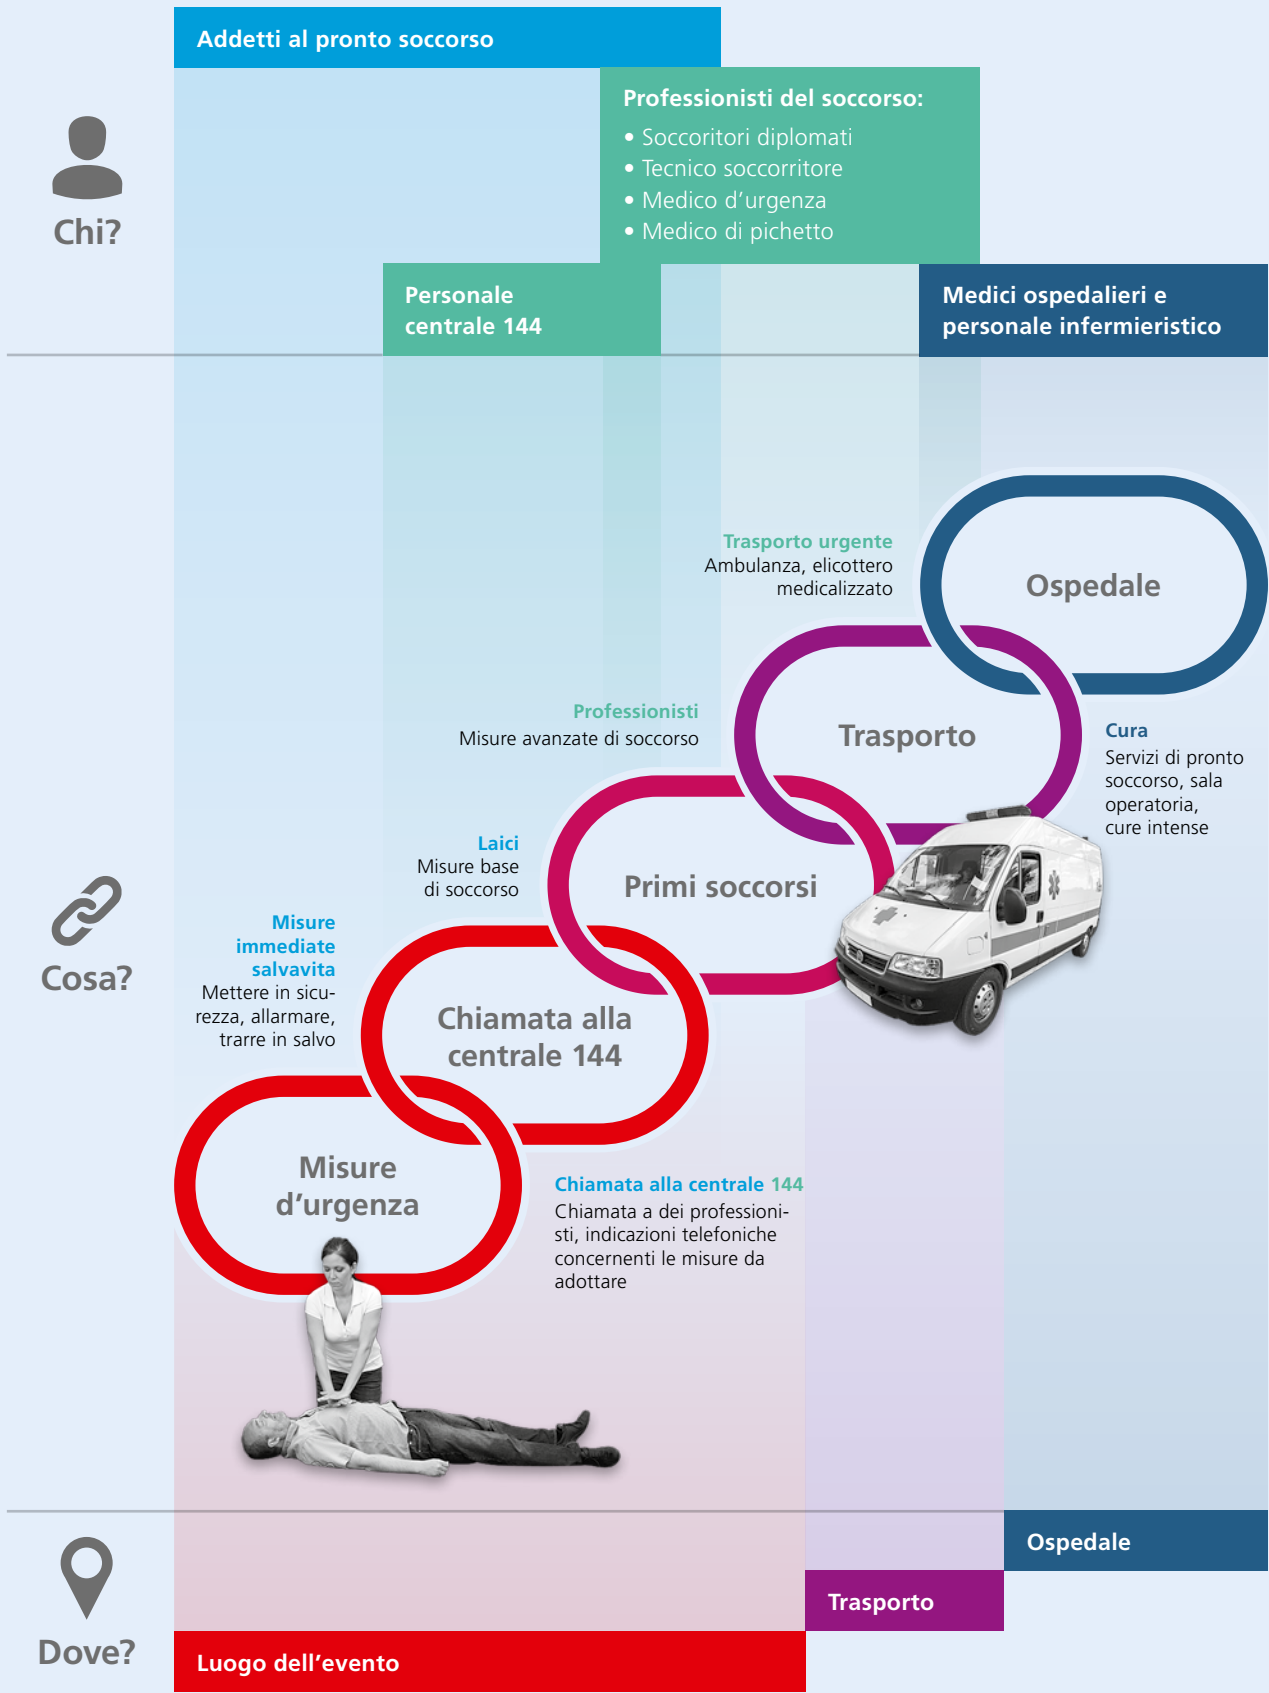 Addetti al pronto soccorso
Professionisti del soccorso:
• Soccoritori diplomati
• Tecnico soccorritore
• Medico d'urgenza
• Medico di pichetto
Chi?
Personale
centrale 144
Medici ospedalieri e
personale infermieristico
Trasporto urgente
Ambulanza, elicottero
medicalizzato
Ospedale
Professionisti
Misure avanzate di soccorso
Trasporto
Cura
Servizi di pronto
soccorso, sala
operatoria,
cure intense
Laici
Misure base
di soccorso
Primi soccorsi
Cosa?
Misure
immediate
salvavita
Mettere in sicu-
rezza, allarmare,
trarre in salvo
Chiamata alla
centrale 144
Misure
d'urgenza
Chiamata alla centrale 144
Chiamata a dei professioni-
sti, indicazioni telefoniche
concernenti le misure da
adottare
Dove?
Ospedale
Trasporto
Luogo dell'evento